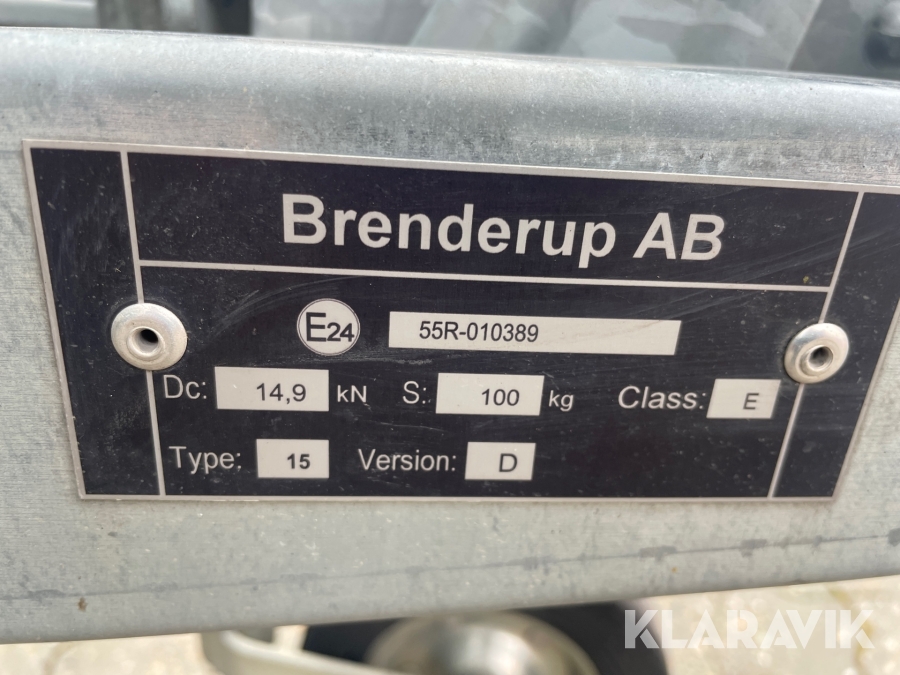 Brenderup AB
E24 55R-010389
Dc: 14,9 kN S: 100 kg Class: E
Type: 15 Version: D
KLARAVIK